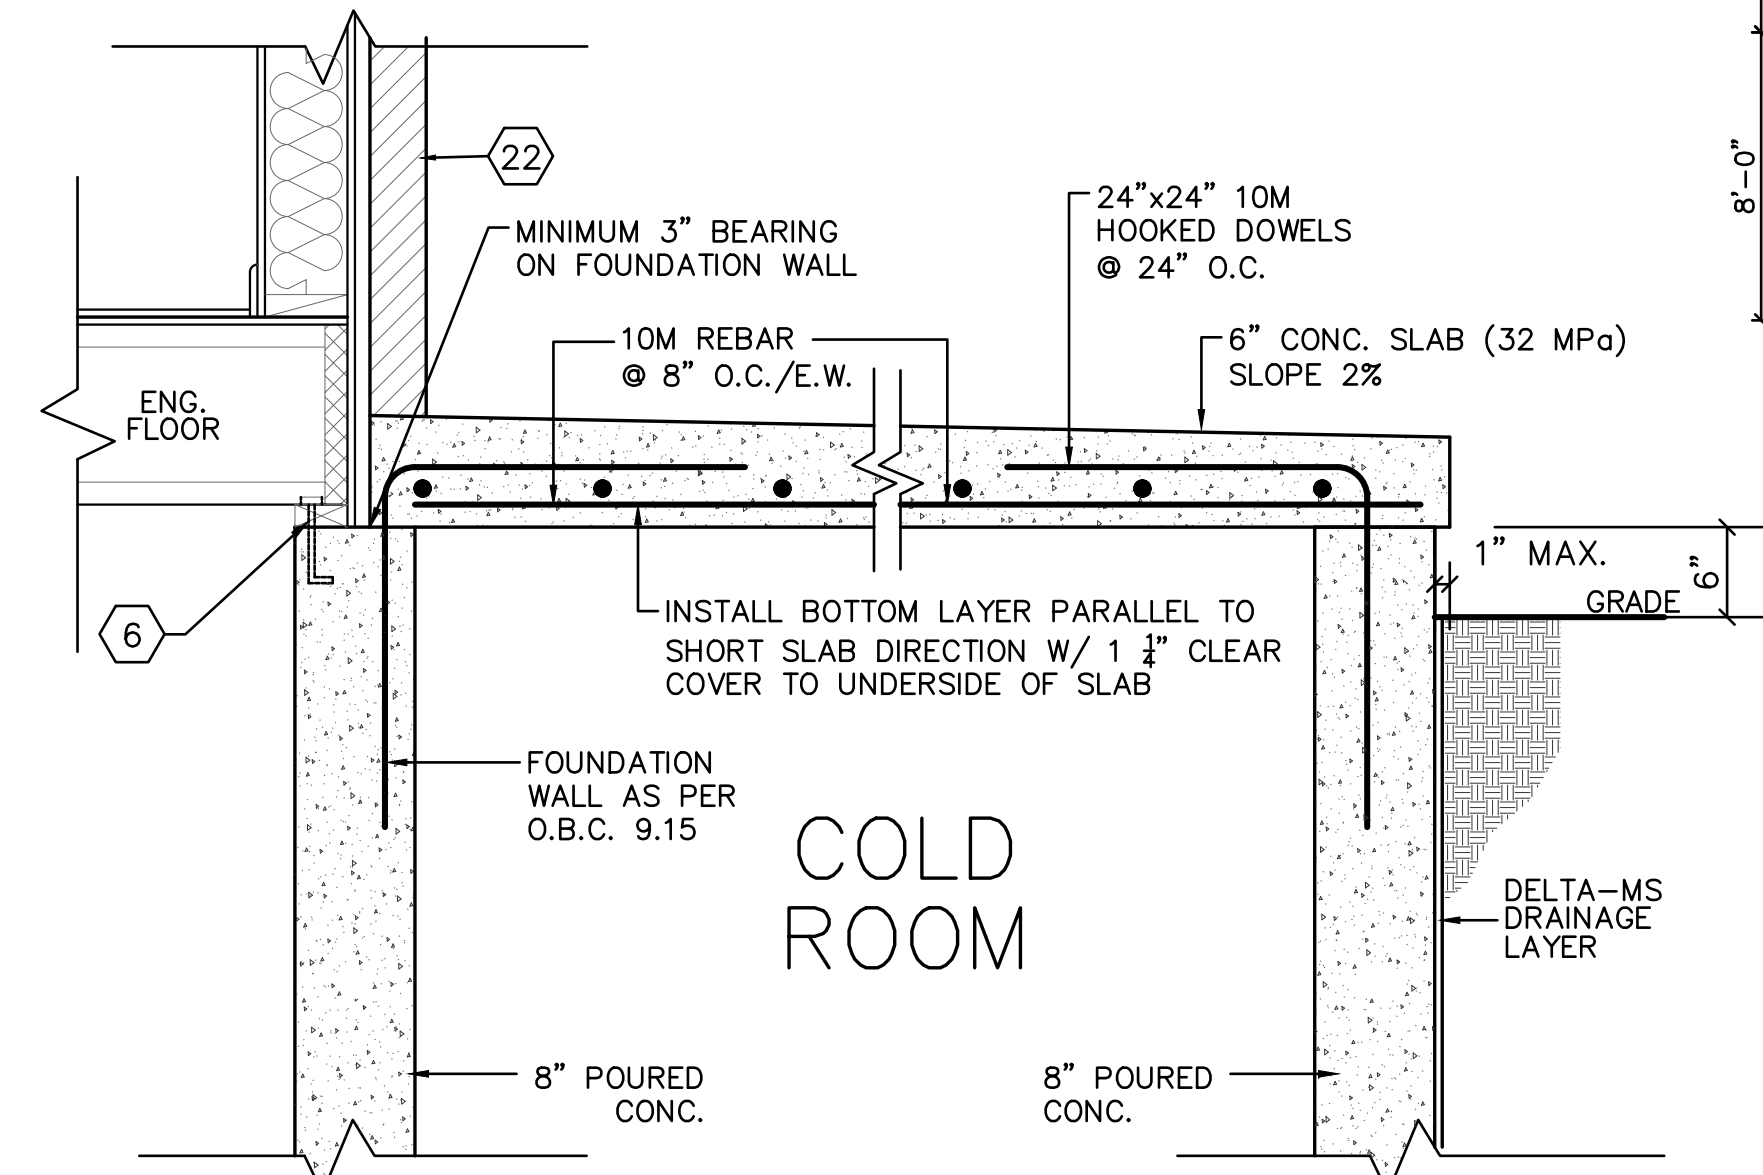 22
MINIMUM 3” BEARING
ON FOUNDATION WALL
24”x24” 10M
HOOKED DOWELS
@ 24” O.C.
8'-0”
10M REBAR
@ 8” O.C./E.W.
6” CONC. SLAB (32 MPa)
SLOPE 2%
ENG.
FLOOR
1” MAX.
6”
GRADE
6
INSTALL BOTTOM LAYER PARALLEL TO
SHORT SLAB DIRECTION W/ 1 1/4” CLEAR
COVER TO UNDERSIDE OF SLAB
FOUNDATION
WALL AS PER
O.B.C. 9.15
COLD
ROOM
DELTA-MS
DRAINAGE
LAYER
8” POURED
CONC.
8” POURED
CONC.